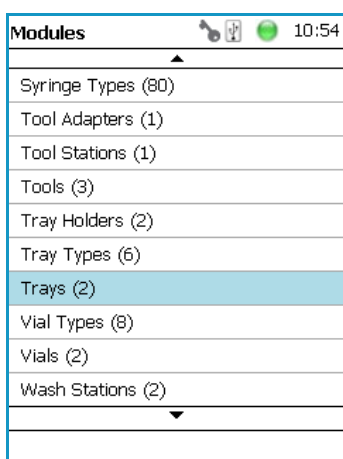 Modules 10:54
Syringe Types (80)
Tool Adapters (1)
Tool Stations (1)
Tools (3)
Tray Holders (2)
Tray Types (6)
Trays (2)
Vial Types (8)
Vials (2)
Wash Stations (2)